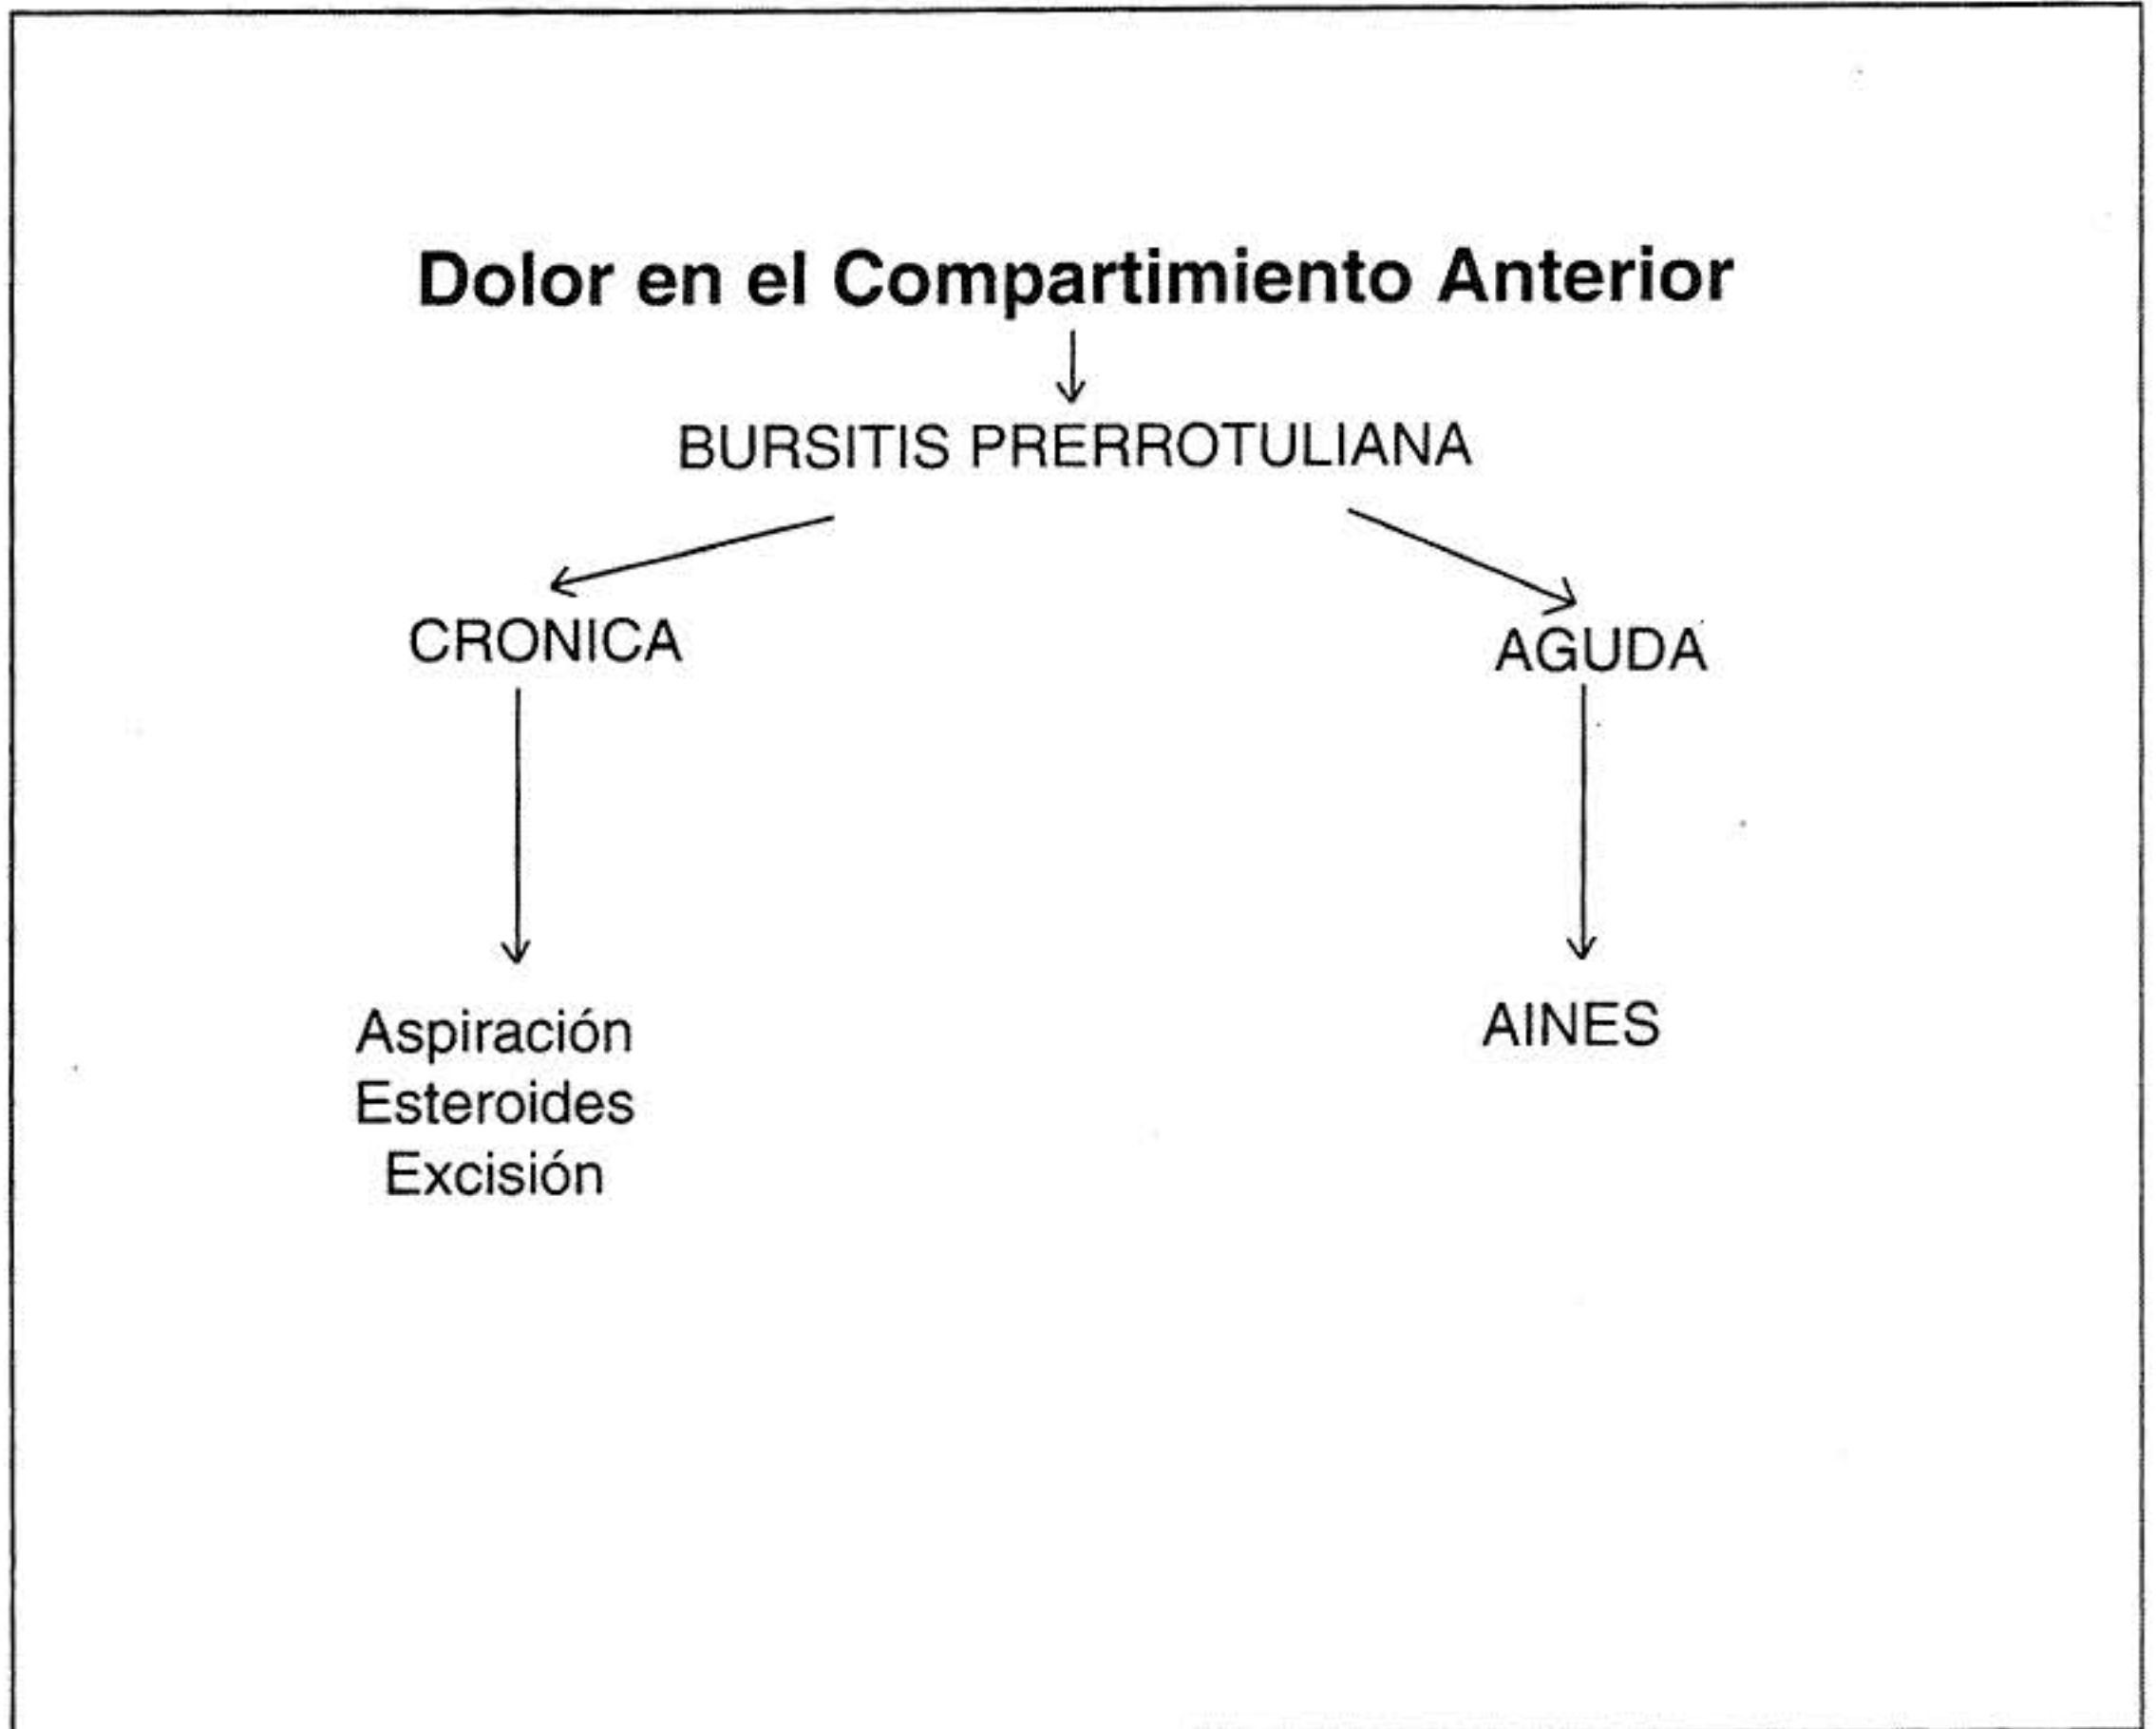 Dolor en el Compartimiento Anterior
BURSITIS PRERROTULIANA
CRONICA
AGUDA
Aspiración
Esteroides
Excisión
AINES